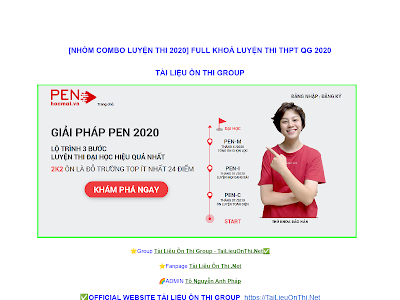 [NHÓM COMBO LUYỆN THI 2020] FULL KHOÁ LUYỆN THI THPT QG 2020
TÀI LIỆU ÔN THI GROUP
PEN
hocmai.vn
Trang chủ
ĐĂNG NHẬP - ĐĂNG KÝ
GIẢI PHÁP PEN 2020
LỘ TRÌNH 3 BƯỚC
LUYỆN THI ĐẠI HỌC HIỆU QUẢ NHẤT
2K2 ÔN LÀ ĐỖ TRƯỜNG TOP ÍT NHẤT 24 ĐIỂM
KHÁM PHÁ NGAY
ĐẠI HỌC
PEN-M
PEN-I
PEN-C
START
⭐Group Tài Liệu Ôn Thi Group - TaiLieuOnThi.Net✅
⭐Fanpage Tài Liệu Ôn Thi .Net
🌈ADMIN Tô Nguyễn Anh Pháp
✅OFFICIAL WEBSITE TÀI LIỆU ÔN THI GROUP https://TaiLieuOnThi.Net✅